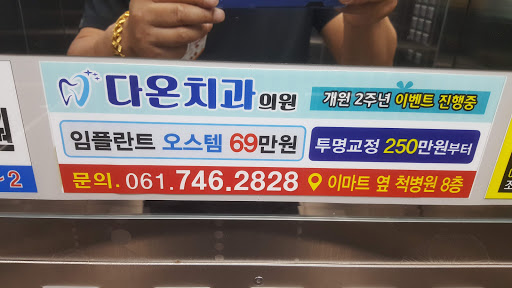 다온치과의원
개원 2주년 이벤트 진행중
임플란트 오스템 69만원
투명교정 250만원부터
문의. 061.746.2828 이마트 옆 척병원 8층
원
-2